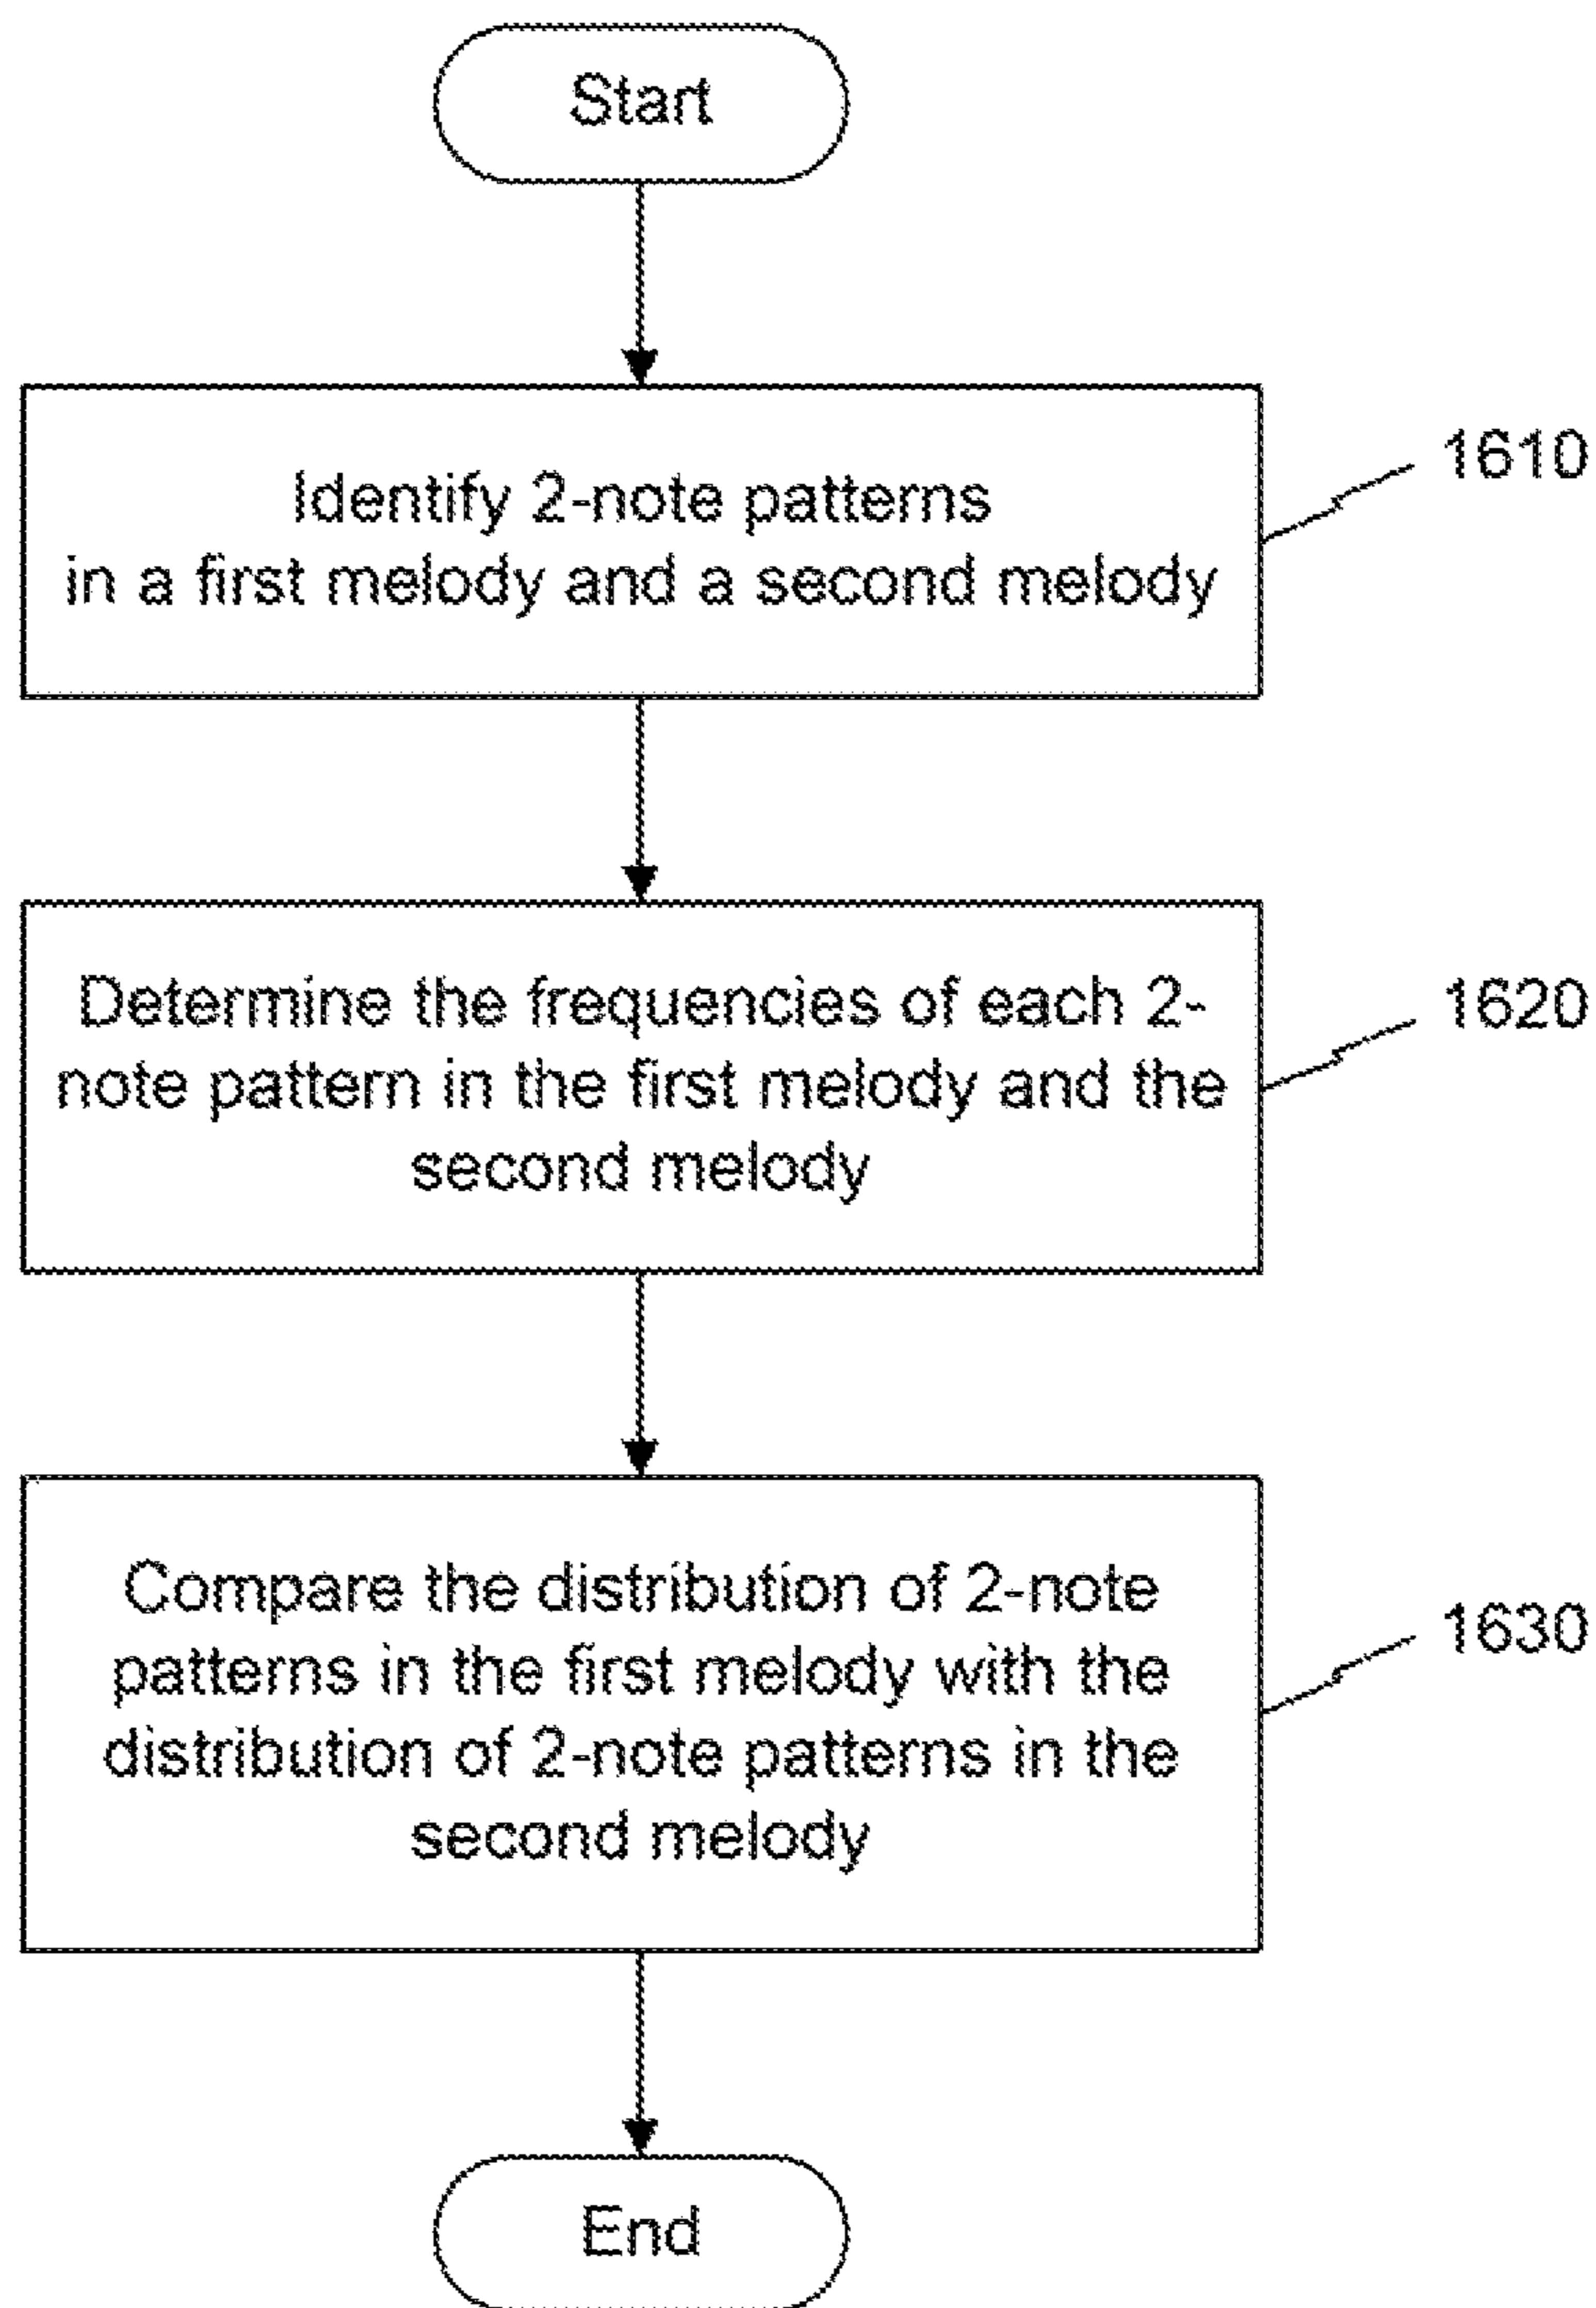 Start
Identify 2-note patterns
in a first melody and a second melody
1610
Determine the frequencies of each 2-
note pattern in the first melody and the
second melody
1620
Compare the distribution of 2-note
patterns in the first melody with the
distribution of 2-note patterns in the
second melody
1630
End